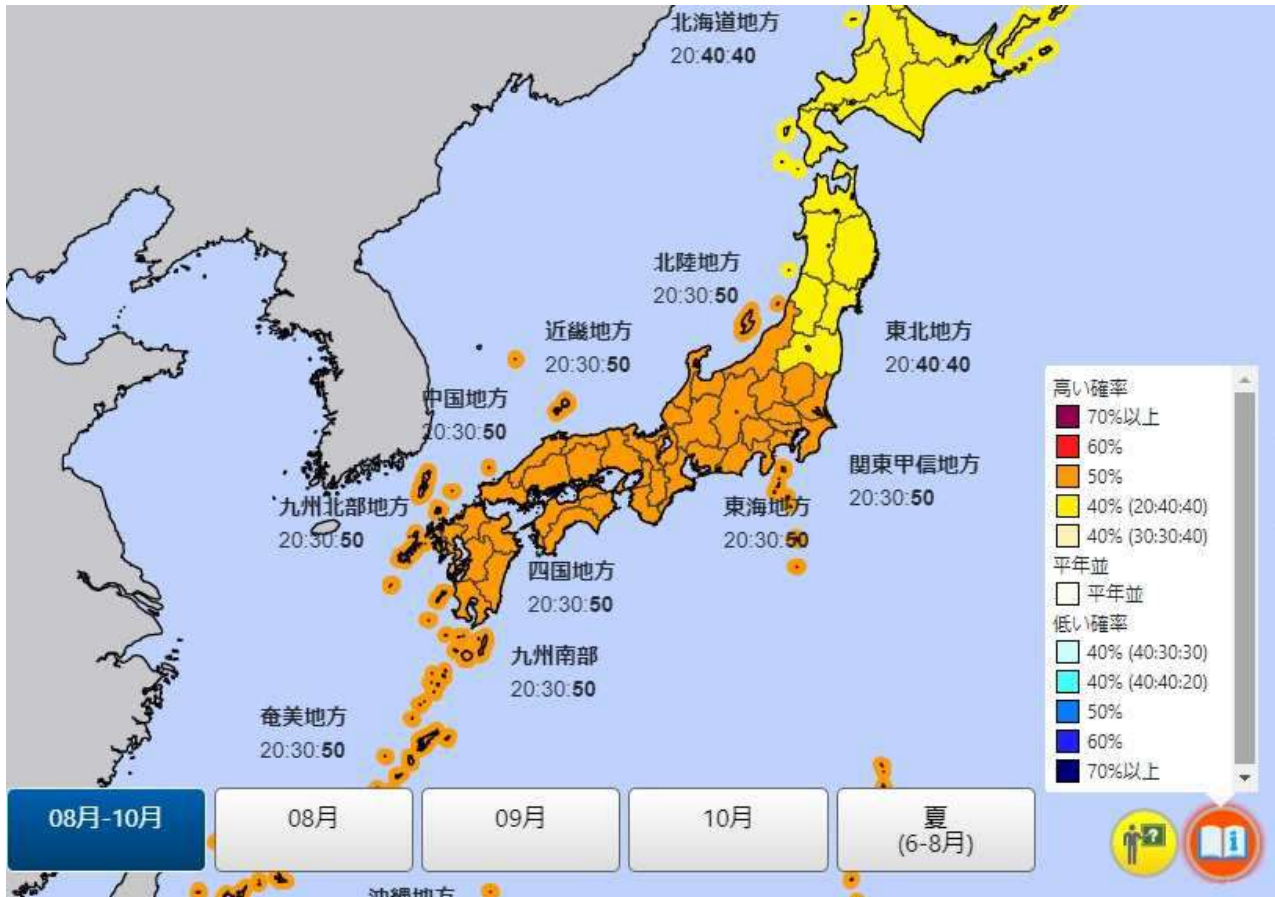 北海道地方
20:40:40
北陸地方
20:30:50
近畿地方
20:30:50
東北地方
20:40:40
中国地方
20:30:50
関東甲信地方
20:30:50
九州北部地方
20:30:50
東海地方
20:30:50
四国地方
20:30:50
九州南部
20:30:50
奄美地方
20:30:50
沖縄地方
高い確率
70%以上
60%
50%
40% (20:40:40)
40% (30:30:40)
平年並
平年並
低い確率
40% (40:30:30)
40% (40:40:20)
50%
60%
70%以上
08月-10月
08月
09月
10月
夏
(6-8月)
?
i